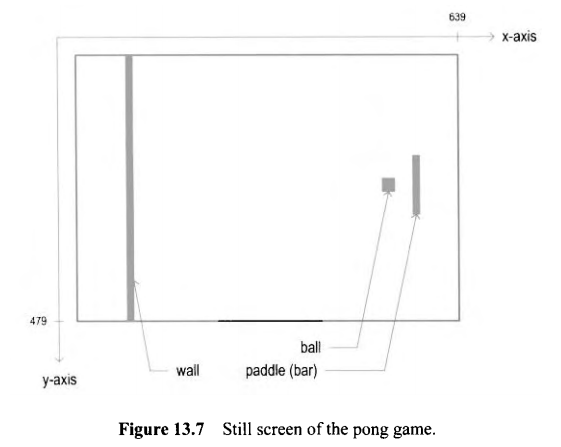 639
x-axis
479
ball
wall
paddle (bar)
y-axis
Figure 13.7 Still screen of the pong game.